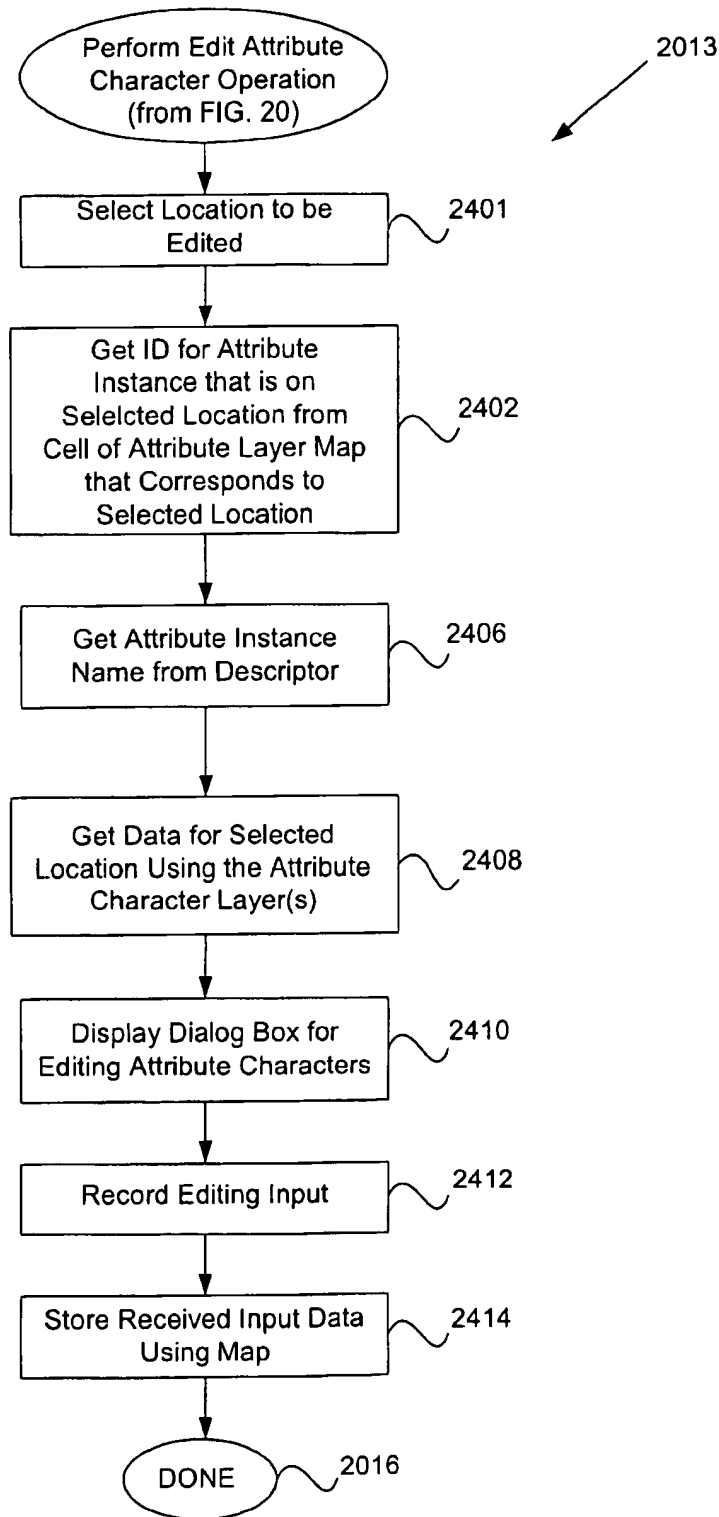 Perform Edit Attribute
Character Operation
(from FIG. 20)
2013
Select Location to be
Edited
2401
Get ID for Attribute
Instance that is on
Selelcted Location from
Cell of Attribute Layer Map
that Corresponds to
Selected Location
2402
Get Attribute Instance
Name from Descriptor
2406
Get Data for Selected
Location Using the Attribute
Character Layer(s)
2408
Display Dialog Box for
Editing Attribute Characters
2410
Record Editing Input
2412
Store Received Input Data
Using Map
2414
DONE
2016